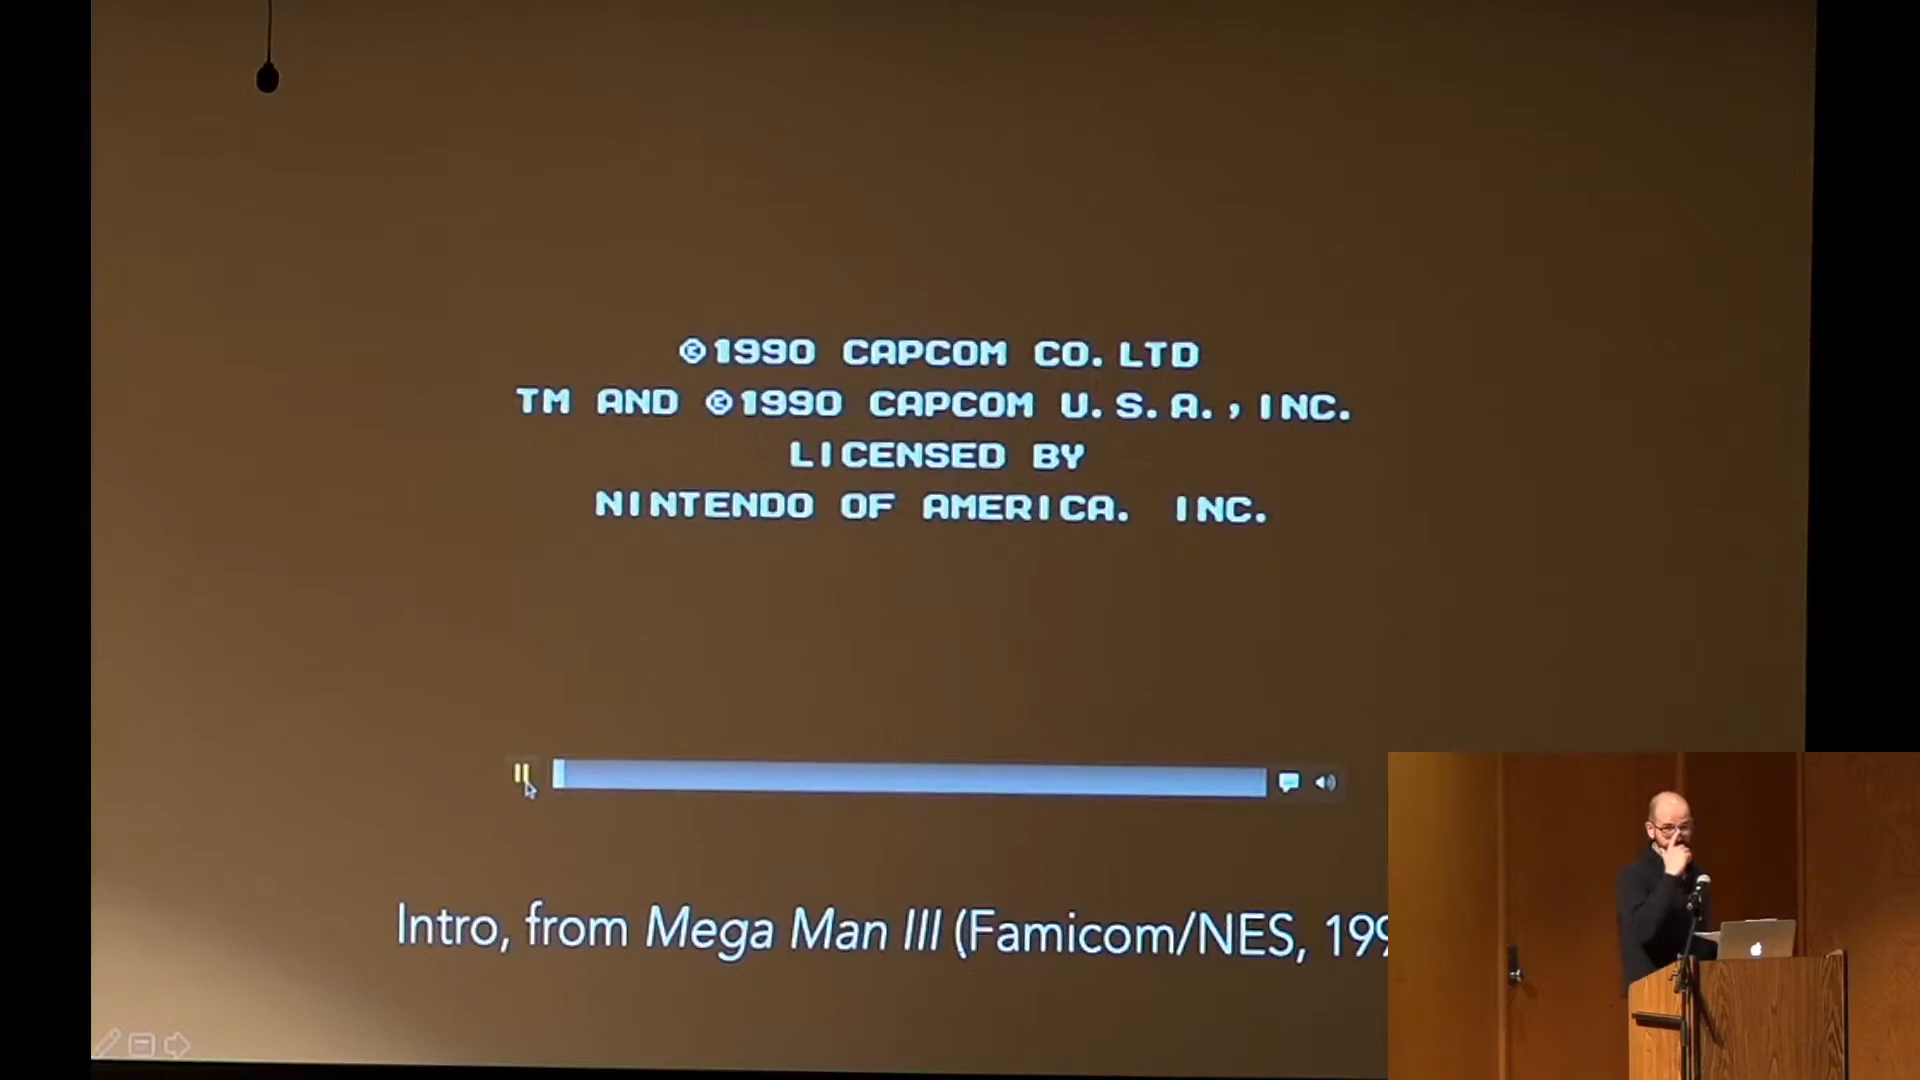 ©1990 CAPCOM CO. LTD
TM AND ©1990 CAPCOM U.S.A., INC.
LICENSED BY
NINTENDO OF AMERICA. INC.
Intro, from Mega Man III (Famicom/NES, 199